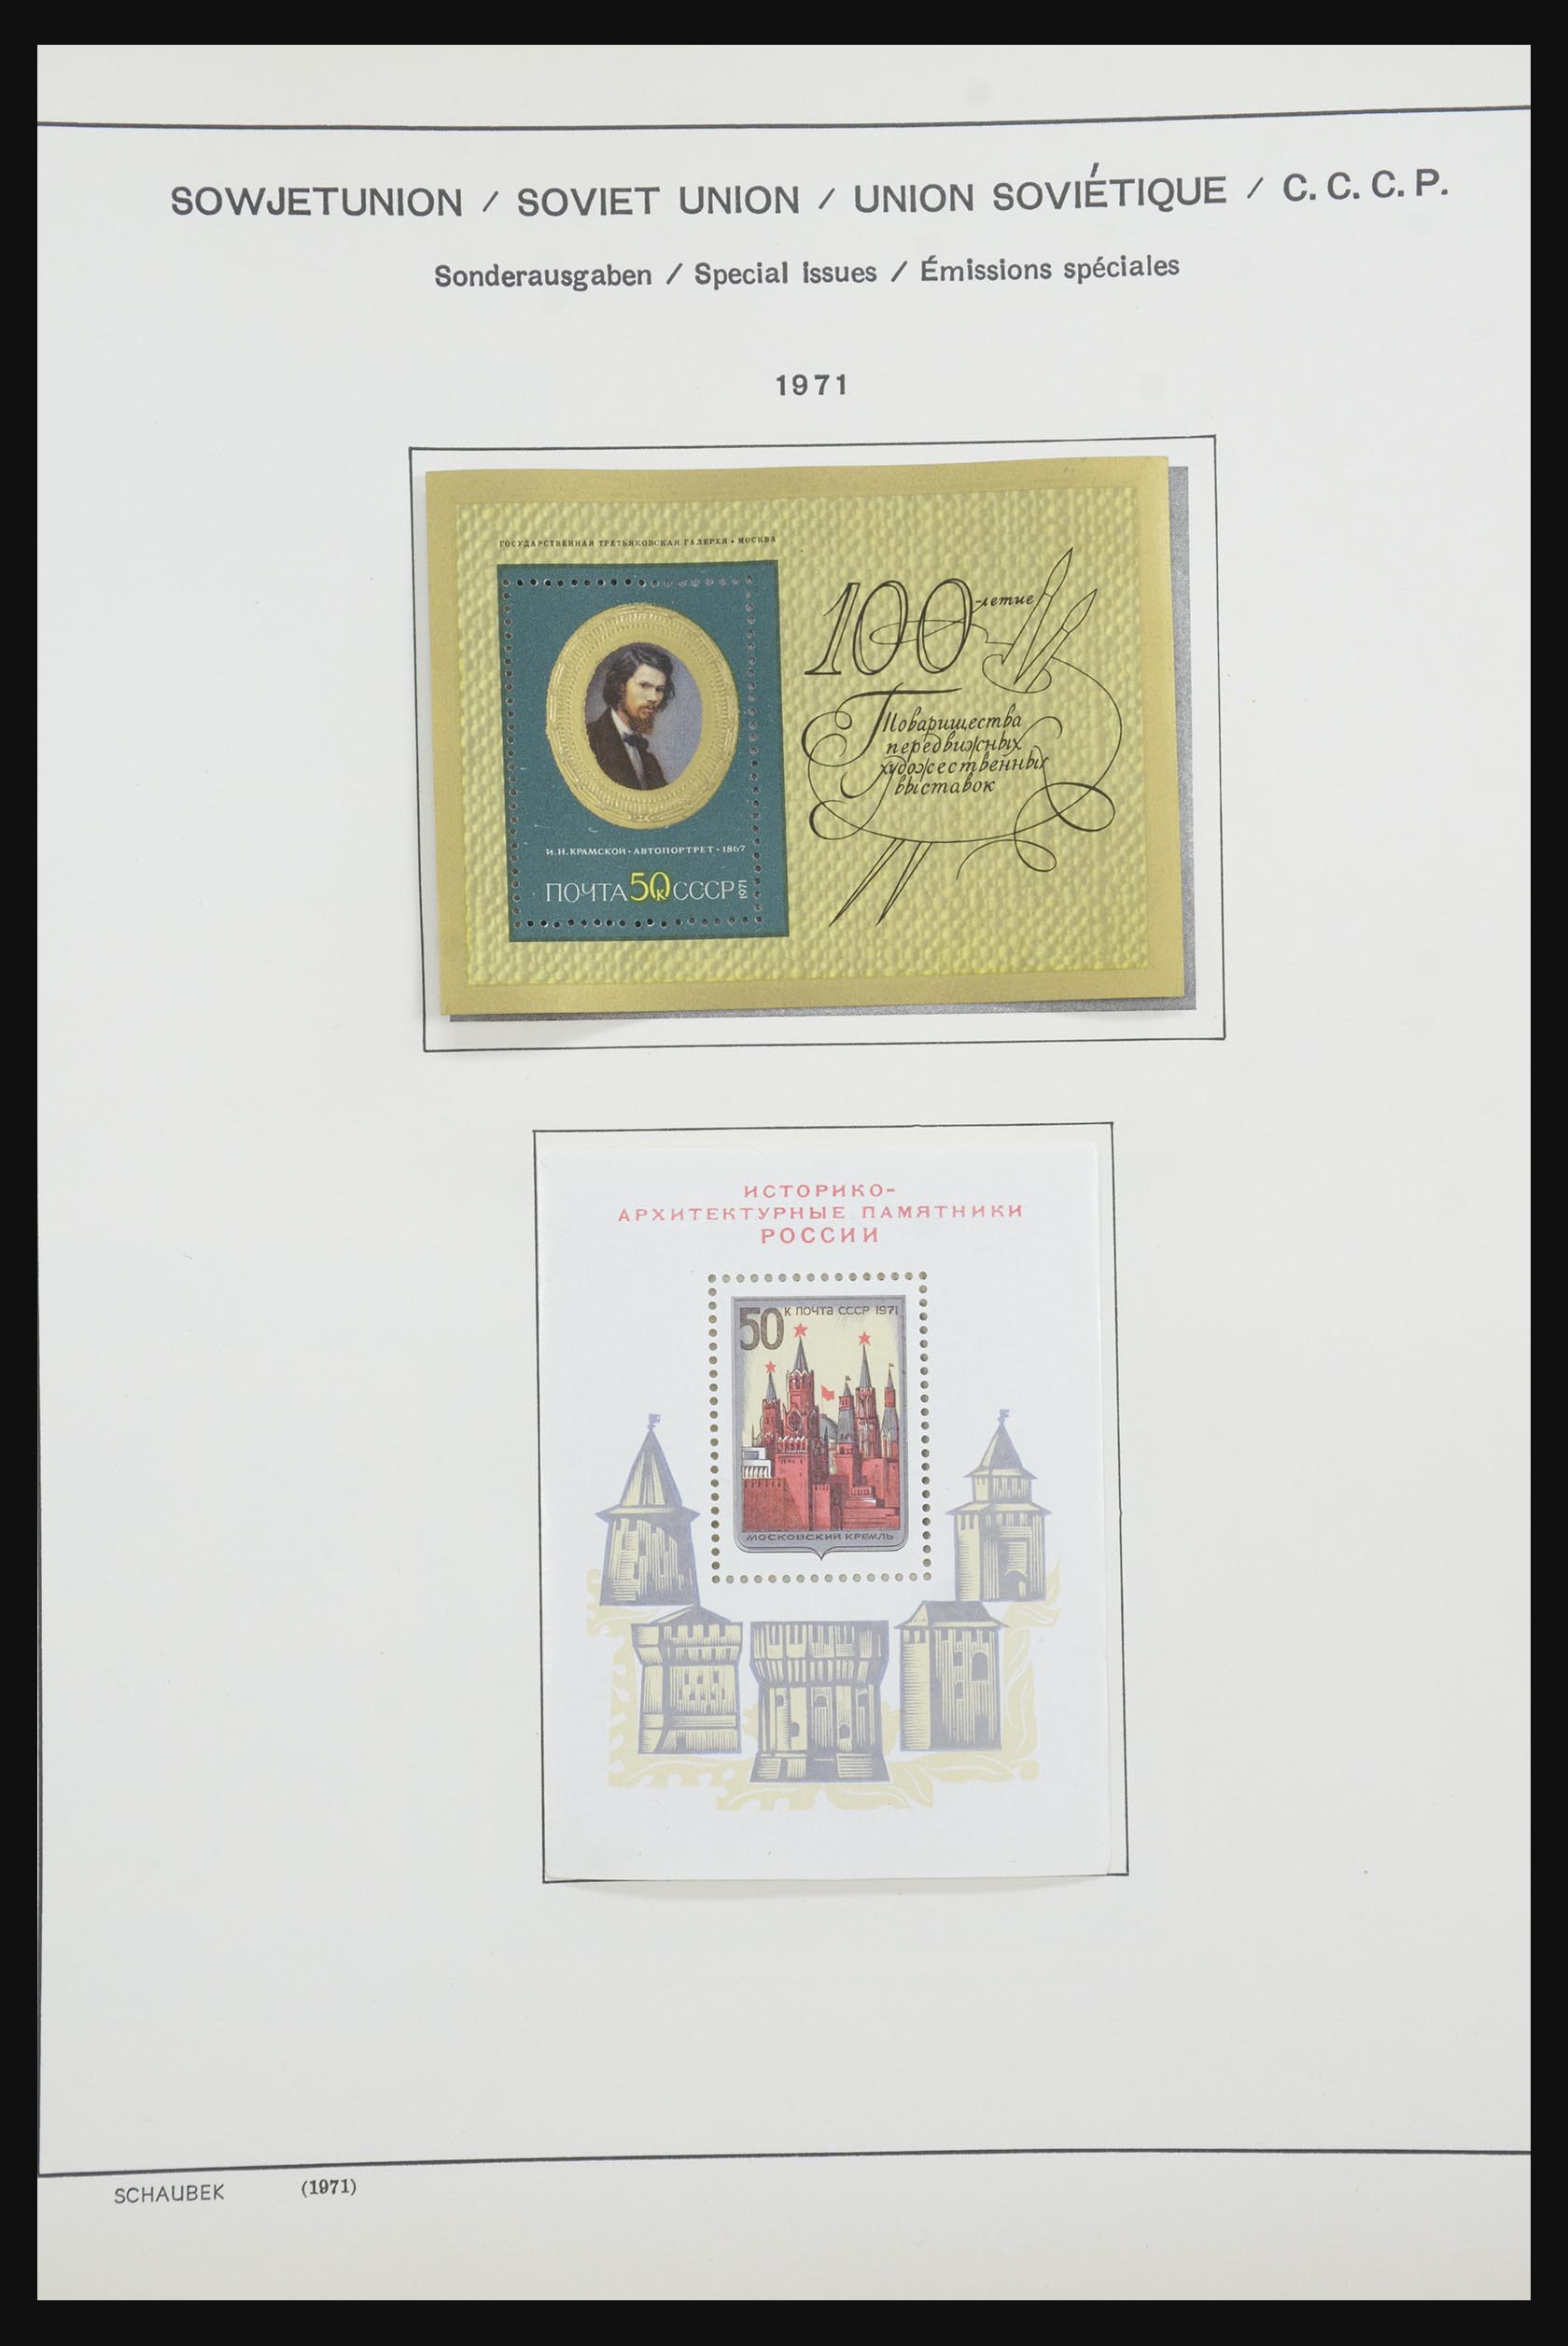 SOWJETUNION / SOVIET UNION / UNION SOVIÉTIQUE / C. C. C. P.
Sonderausgaben / Special issues / Émissions spéciales
1971
ГОСУДАРСТВЕННАЯ ТРЕТЬЯКОВСКАЯ ГАЛЕРЕЯ • МОСКВА
И.Н.КРАМСКОЙ • АВТОПОРТРЕТ • 1867
ПОЧТА 50К СССР 1971
100-летие
Товарищества
передвижных
художественных
выставок
ИСТОРИКО-
АРХИТЕКТУРНЫЕ ПАМЯТНИКИ
РОССИИ
50 К ПОЧТА СССР 1971
МОСКОВСКИЙ КРЕМЛЬ
SCHAUBEK (1971)